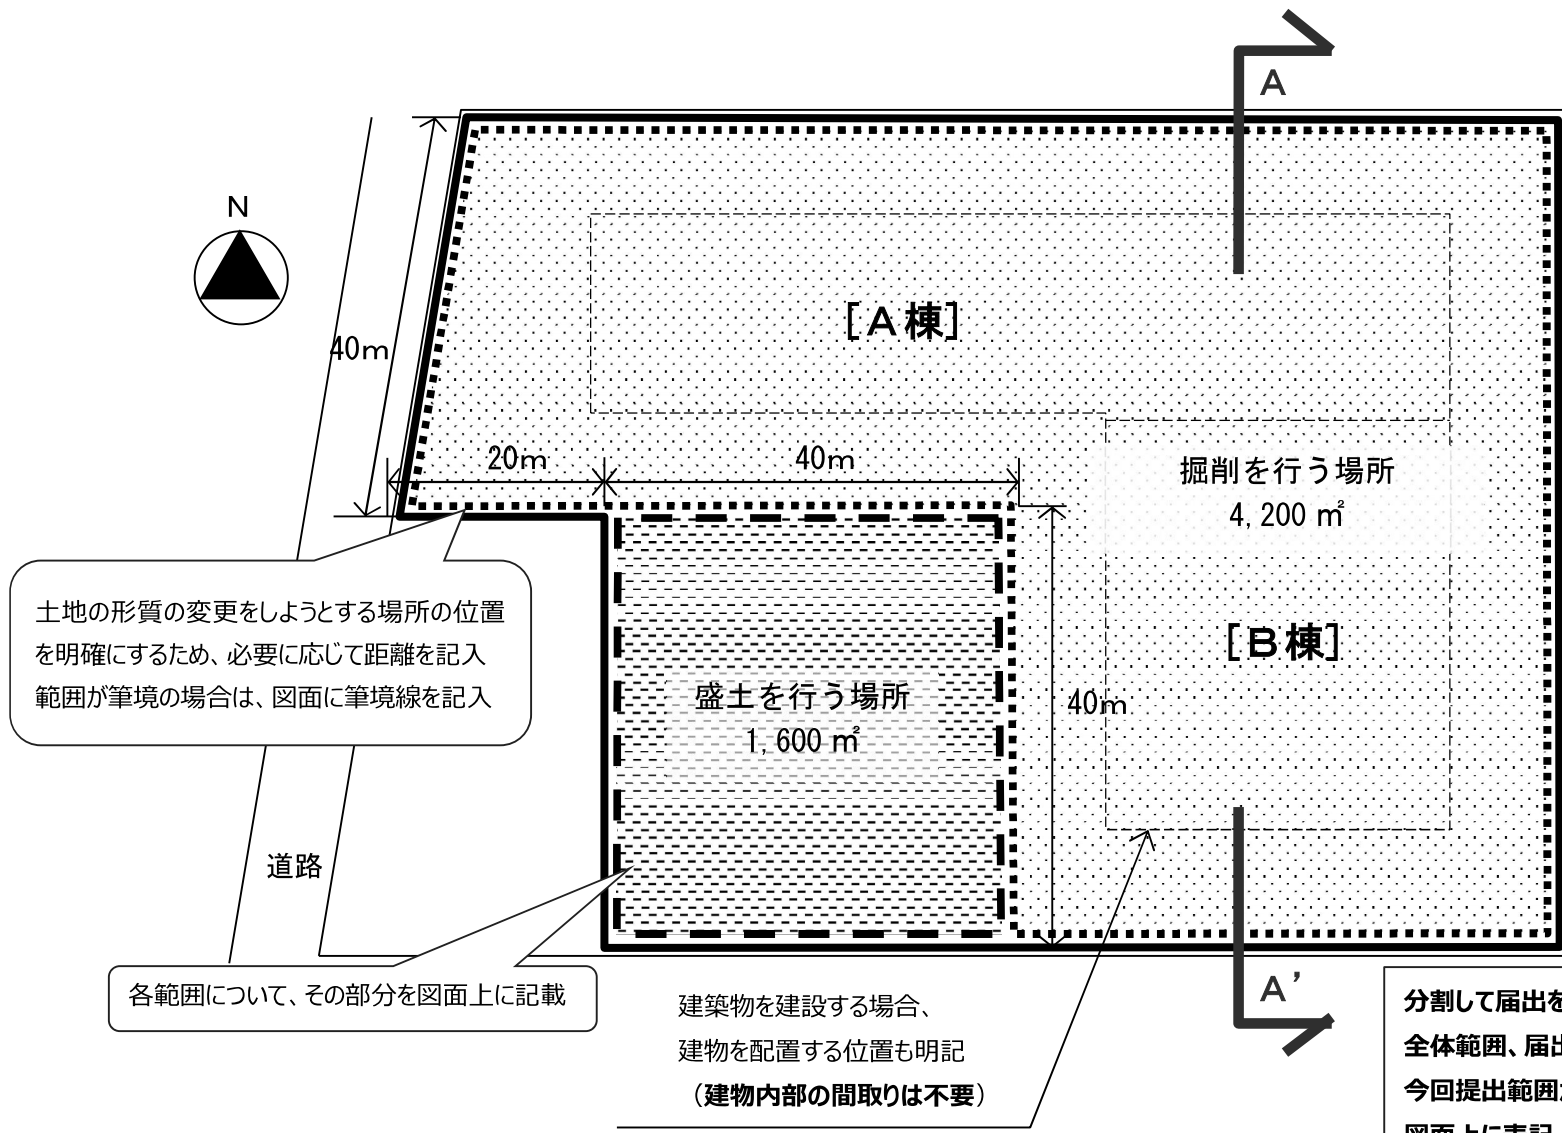 A
N
[A棟]
40m
20m
40m
掘削を行う場所
4,200 ㎡
土地の形質の変更をしようとする場所の位置
を明確にするため、必要に応じて距離を記入
範囲が筆境の場合は、図面に筆境線を記入
[B棟]
盛土を行う場所
1,600 ㎡
40m
道路
各範囲について、その部分を図面上に記載
A’
建築物を建設する場合、
建物を配置する位置も明記
（建物内部の間取りは不要）
分割して届出を
全体範囲、届出
今回提出範囲
図面上に表記